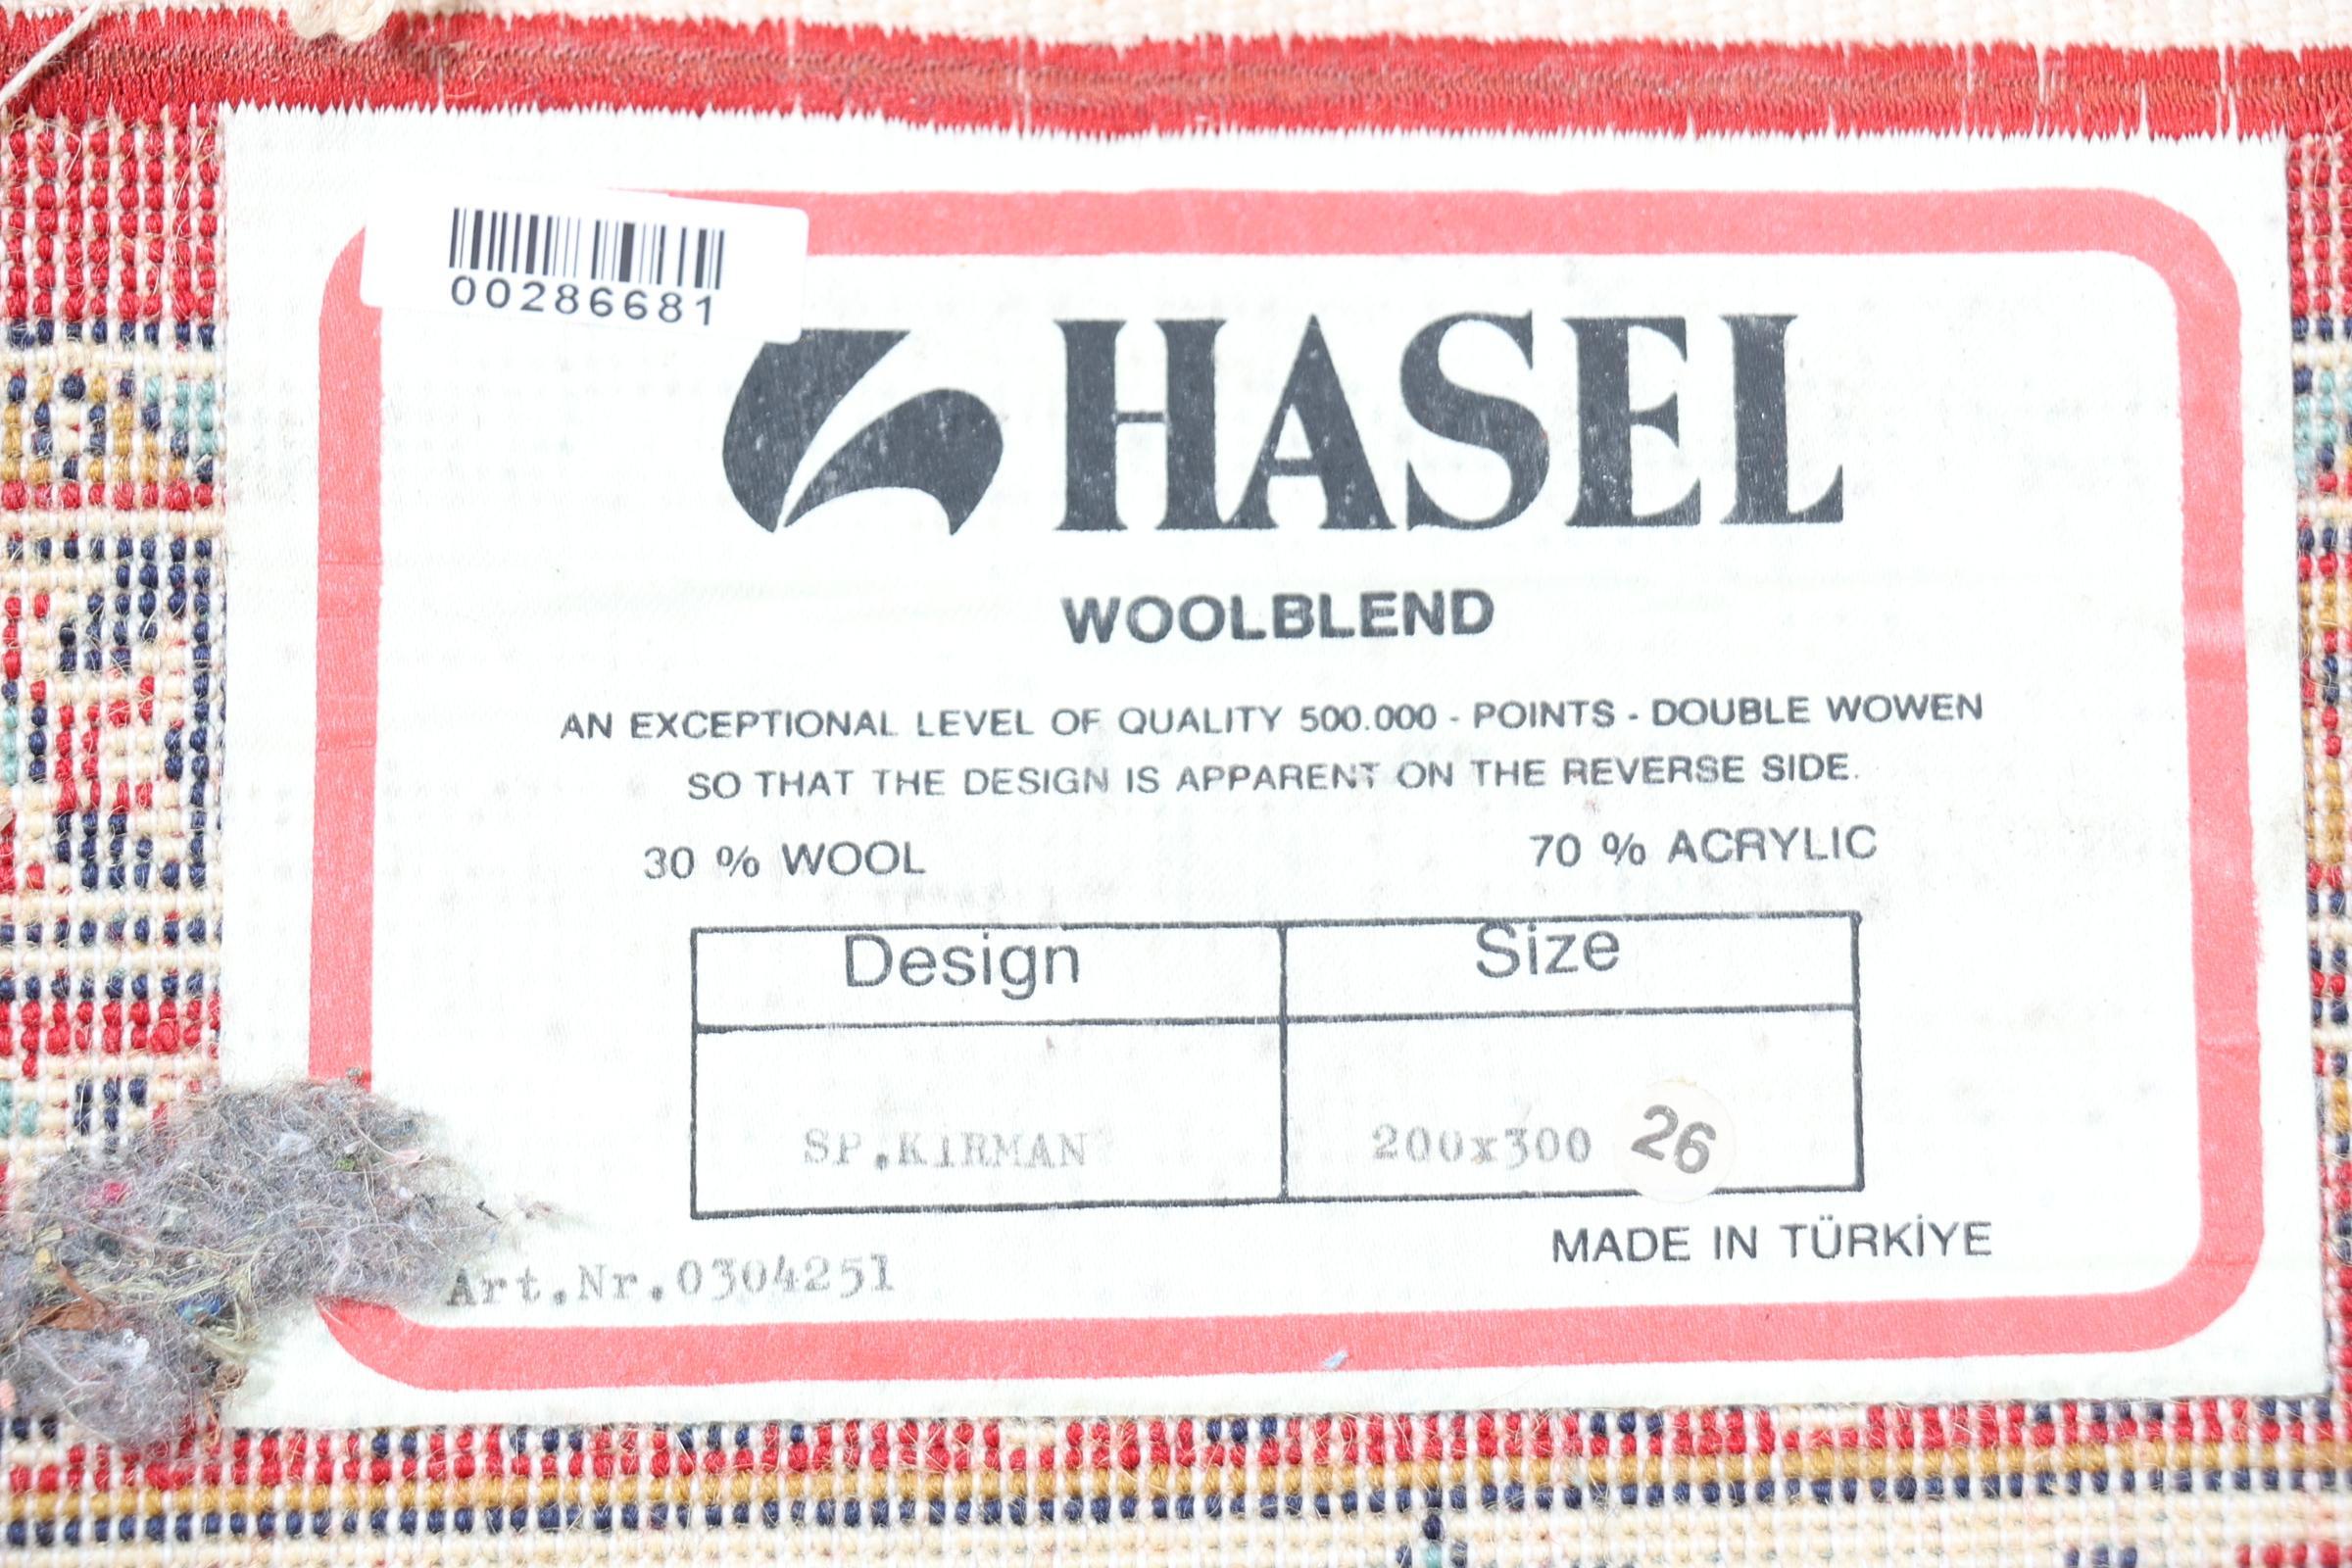 00286681
HASEL
WOOLBLEND
AN EXCEPTIONAL LEVEL OF QUALITY 500.000 - POINTS - DOUBLE WOWEN
SO THAT THE DESIGN IS APPARENT ON THE REVERSE SIDE.
30 % WOOL 70 % ACRYLIC
Design Size
SP.KIRMAN 200x300 26
MADE IN TÜRKİYE
Art.Nr.0304251